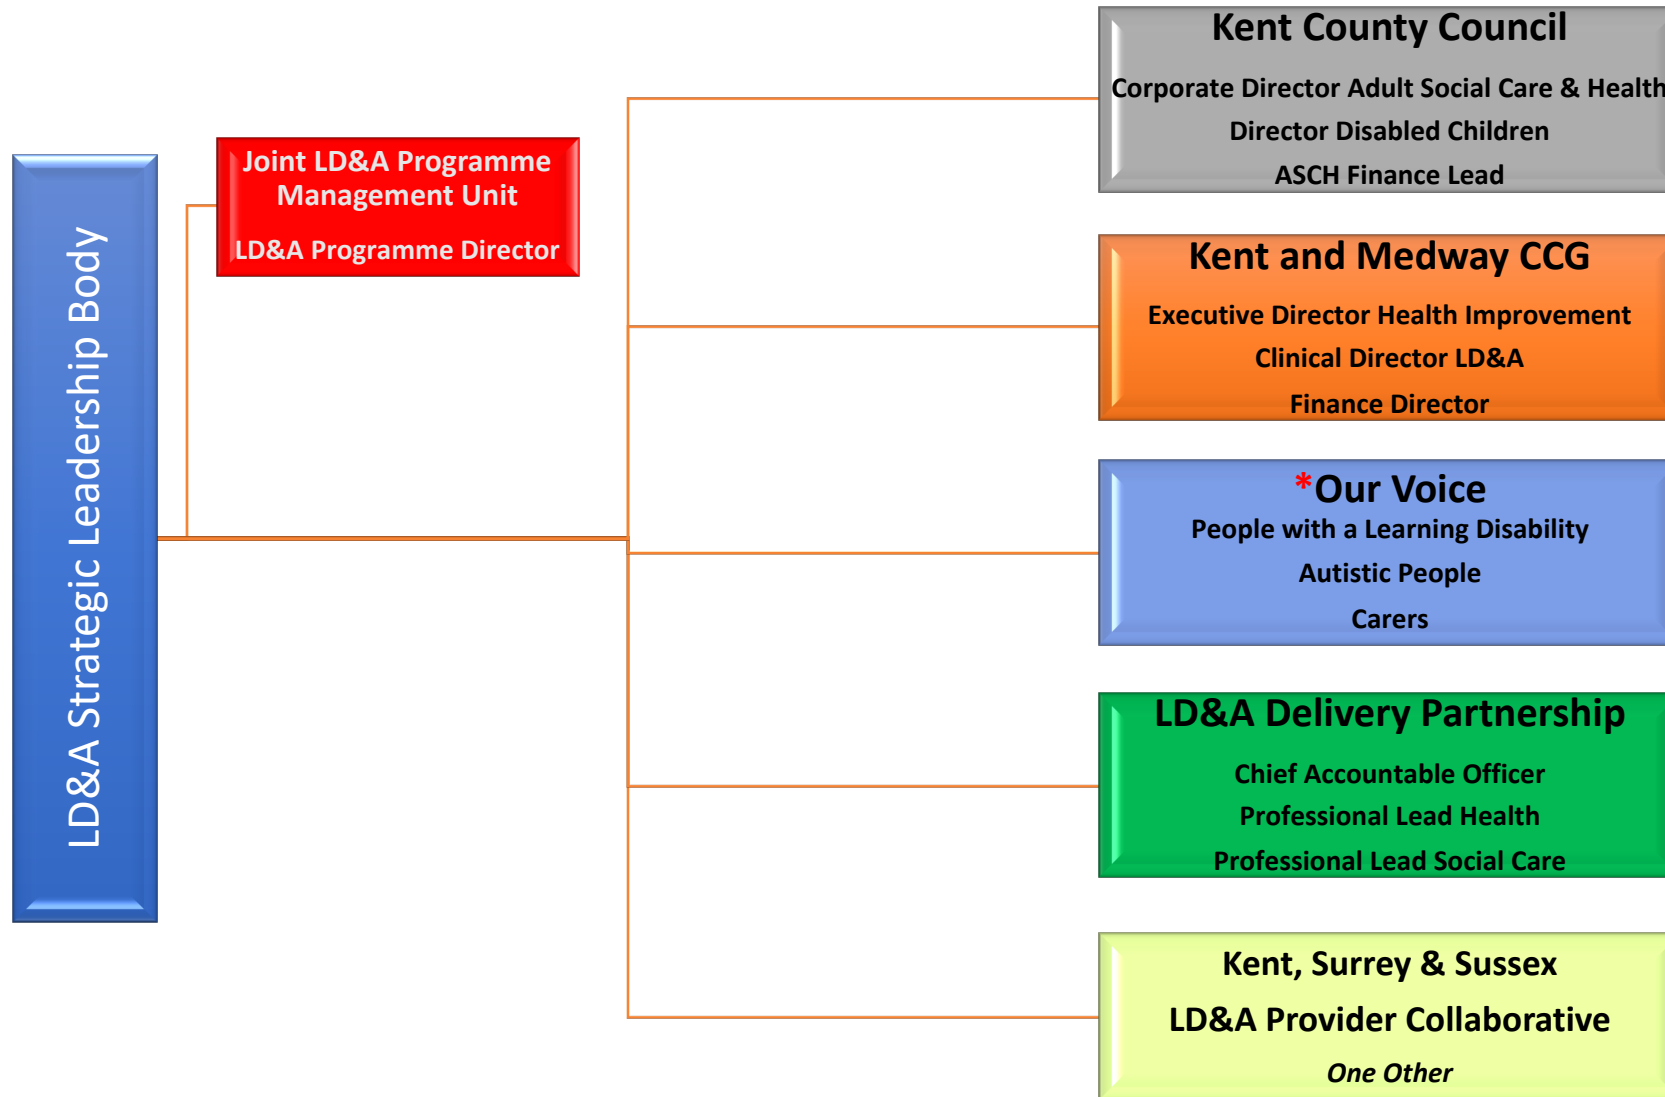 LD&A Strategic Leadership Body
Joint LD&A Programme
Management Unit
LD&A Programme Director
Kent County Council
Corporate Director Adult Social Care & Health
Director Disabled Children
ASCH Finance Lead
Kent and Medway CCG
Executive Director Health Improvement
Clinical Director LD&A
Finance Director
*Our Voice
People with a Learning Disability
Autistic People
Carers
LD&A Delivery Partnership
Chief Accountable Officer
Professional Lead Health
Professional Lead Social Care
Kent, Surrey & Sussex
LD&A Provider Collaborative
One Other